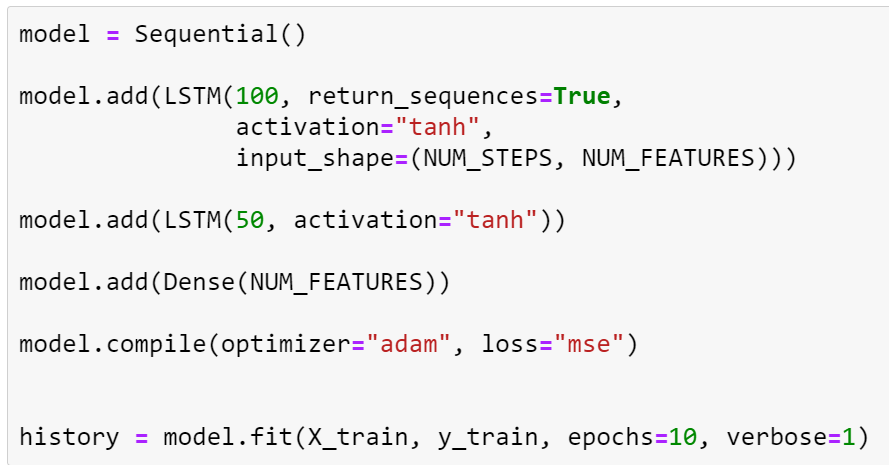 model = Sequential()
model.add(LSTM(100, return_sequences=True,
activation="tanh",
input_shape=(NUM_STEPS, NUM_FEATURES)))
model.add(LSTM(50, activation="tanh"))
model.add(Dense(NUM_FEATURES))
model.compile(optimizer="adam", loss="mse")
history = model.fit(X_train, y_train, epochs=10, verbose=1)